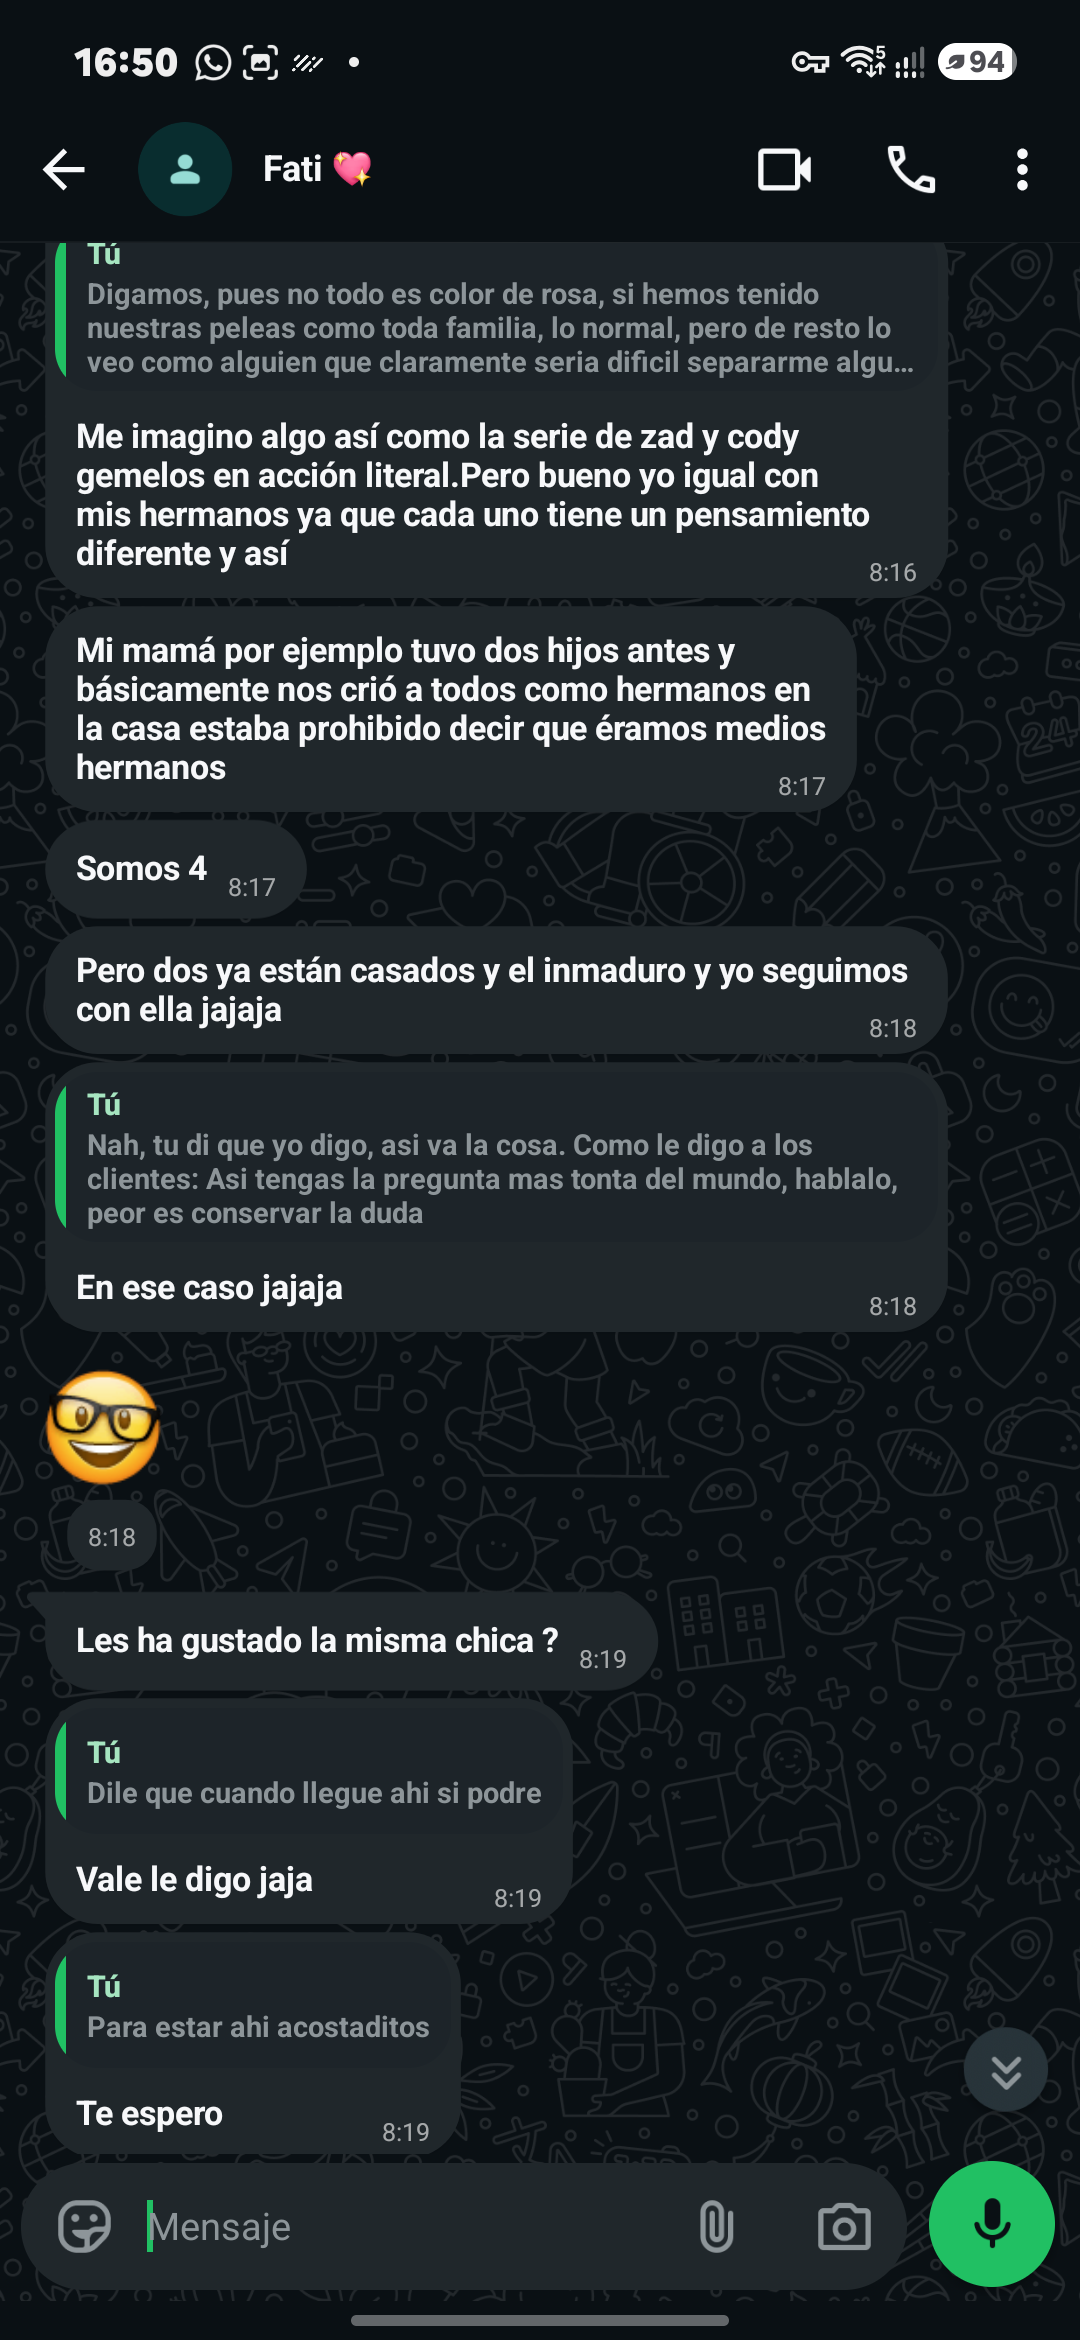 16:50
5
94
Fati 💖
Tú
Digamos, pues no todo es color de rosa, si hemos tenido
nuestras peleas como toda familia, lo normal, pero de resto lo
veo como alguien que claramente seria dificil separarme algu...
Me imagino algo así como la serie de zad y cody
gemelos en acción literal.Pero bueno yo igual con
mis hermanos ya que cada uno tiene un pensamiento
diferente y así
8:16
Mi mamá por ejemplo tuvo dos hijos antes y
básicamente nos crió a todos como hermanos en
la casa estaba prohibido decir que éramos medios
hermanos
8:17
Somos 4
8:17
Pero dos ya están casados y el inmaduro y yo seguimos
con ella jajaja
8:18
Tú
Nah, tu di que yo digo, asi va la cosa. Como le digo a los
clientes: Asi tengas la pregunta mas tonta del mundo, hablalo,
peor es conservar la duda
En ese caso jajaja
8:18
🤓
8:18
Les ha gustado la misma chica ?
8:19
Tú
Dile que cuando llegue ahi si podre
Vale le digo jaja
8:19
Tú
Para estar ahi acostaditos
Te espero
8:19
Mensaje